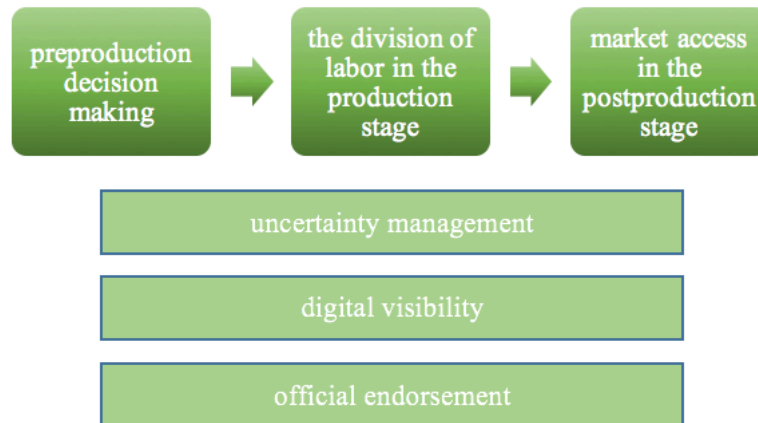 preproduction
decision
making
the division of
labor in the
production
stage
market access
in the
postproduction
stage
uncertainty management
digital visibility
official endorsement